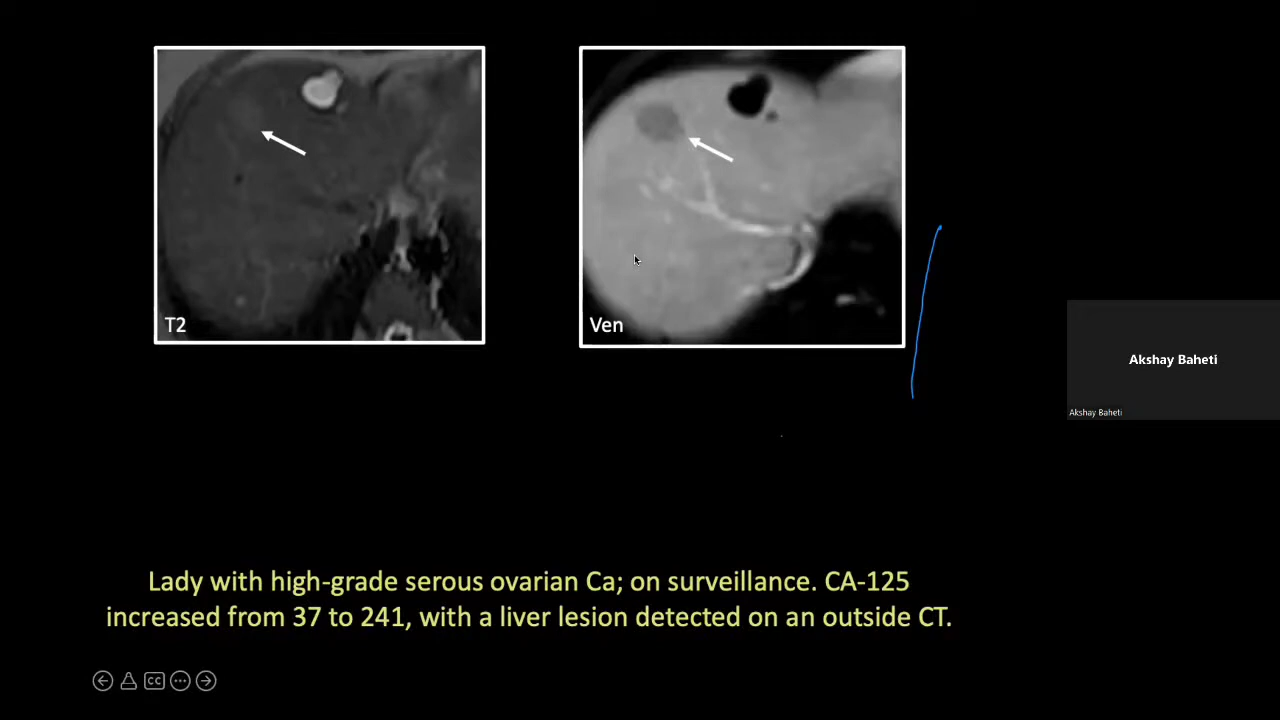 T2
Ven
Akshay Baheti
Akshay Baheti
Lady with high-grade serous ovarian Ca; on surveillance. CA-125
increased from 37 to 241, with a liver lesion detected on an outside CT.
CC